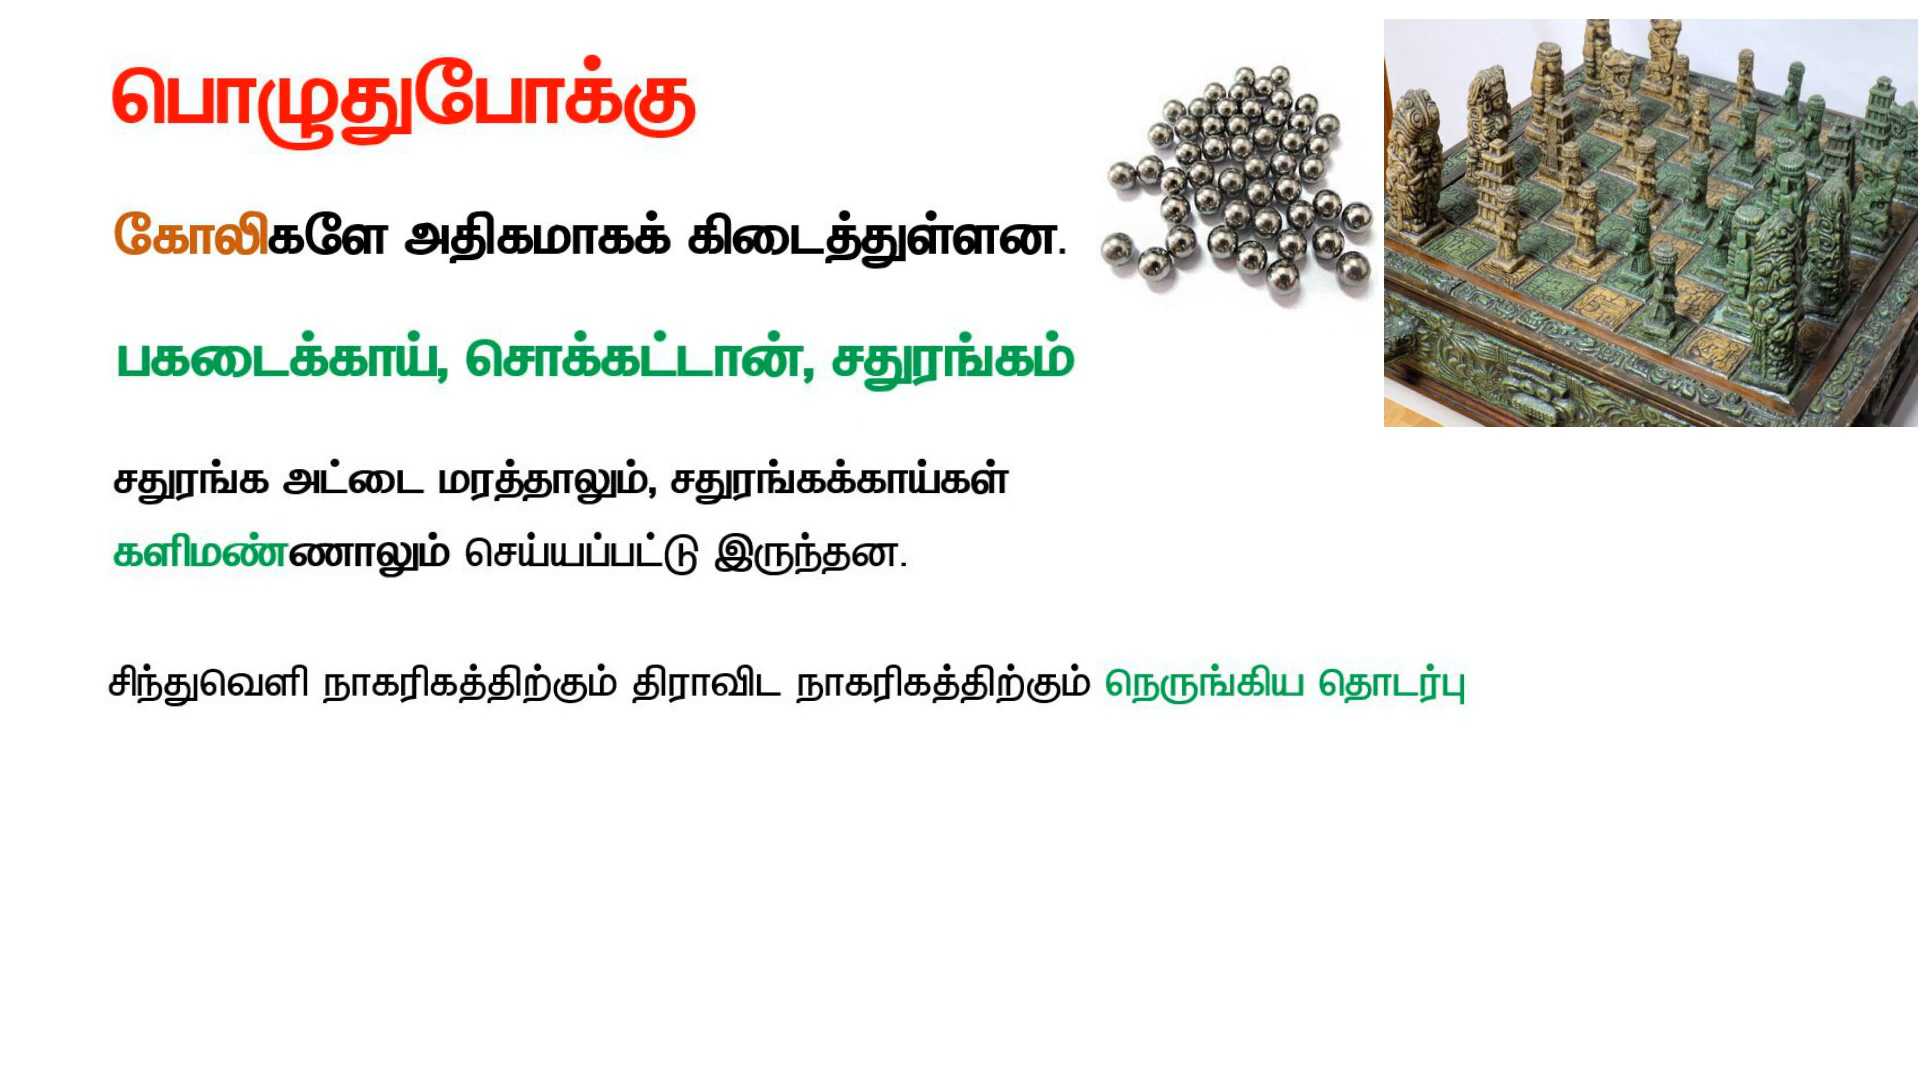 பொழுதுபோக்கு
கோலிகளே அதிகமாகக் கிடைத்துள்ளன.
பகடைக்காய், சொக்கட்டான், சதுரங்கம்
சதுரங்க அட்டை மரத்தாலும், சதுரங்கக்காய்கள்
களிமண்ணாலும் செய்யப்பட்டு இருந்தன.
சிந்துவெளி நாகரிகத்திற்கும் திராவிட நாகரிகத்திற்கும் நெருங்கிய தொடர்பு